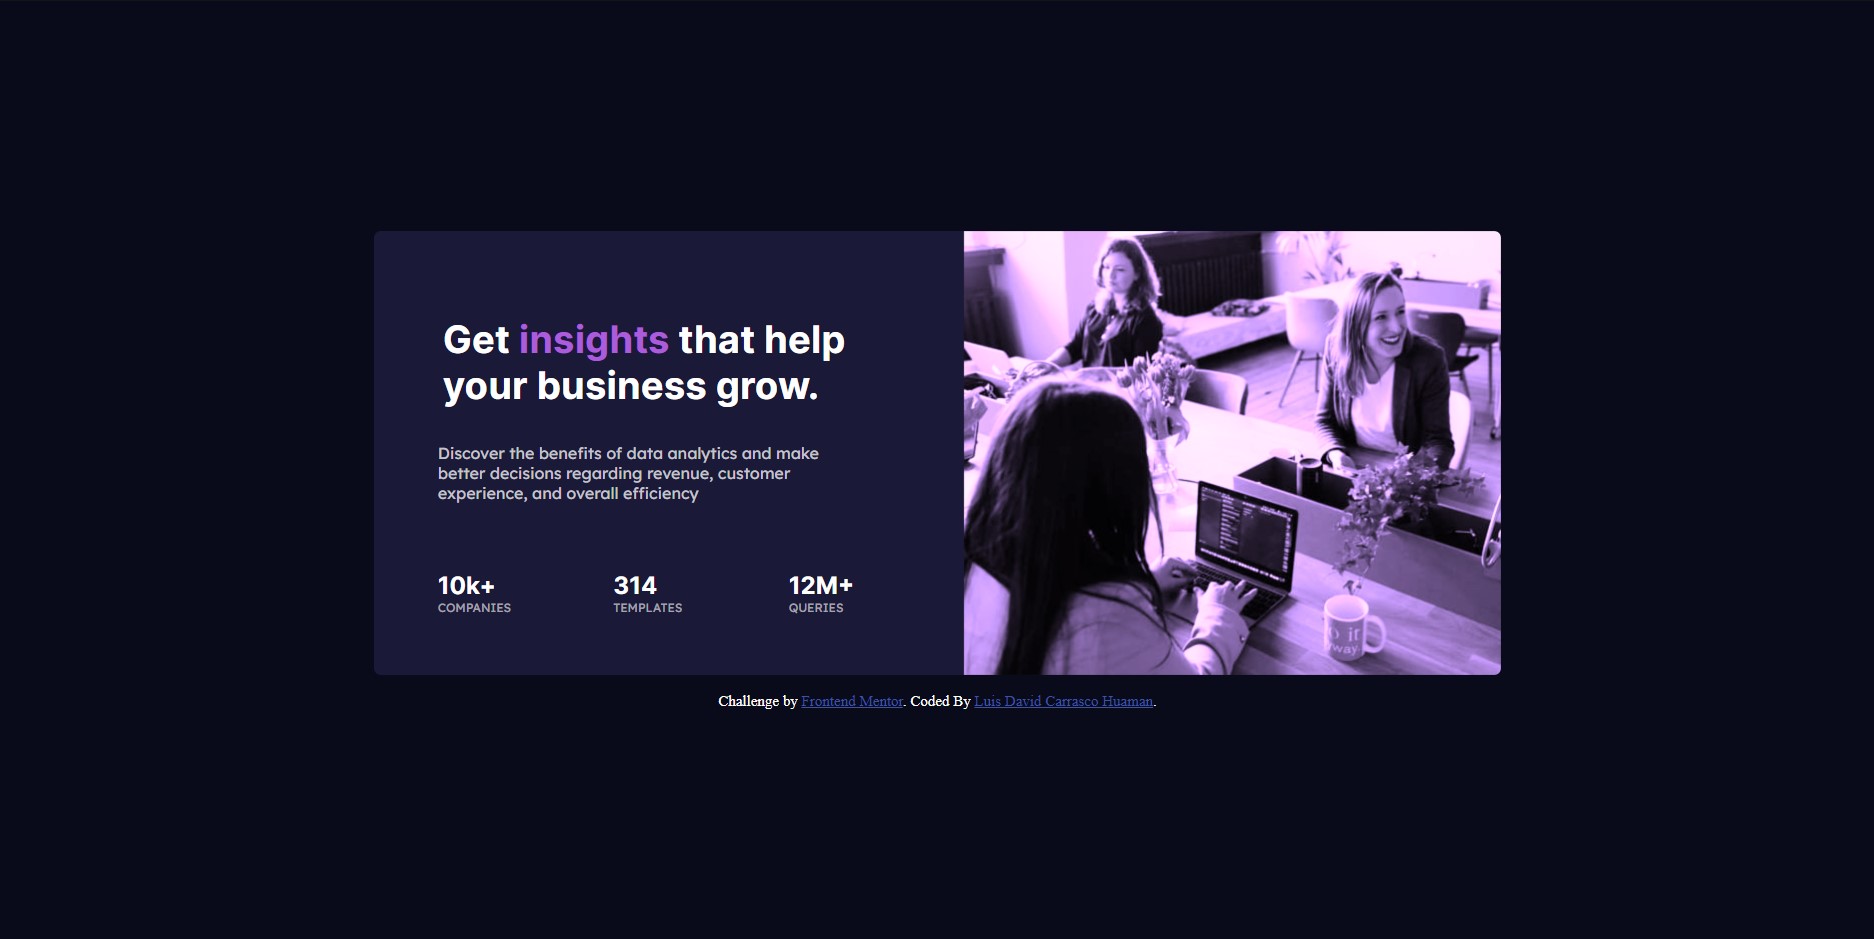 Get insights that help
your business grow.
Discover the benefits of data analytics and make
better decisions regarding revenue, customer
experience, and overall efficiency
10k+ 314 12M+
COMPANIES TEMPLATES QUERIES
it
way
Challenge by Frontend Mentor. Coded By Luis David Carrasco Huaman.